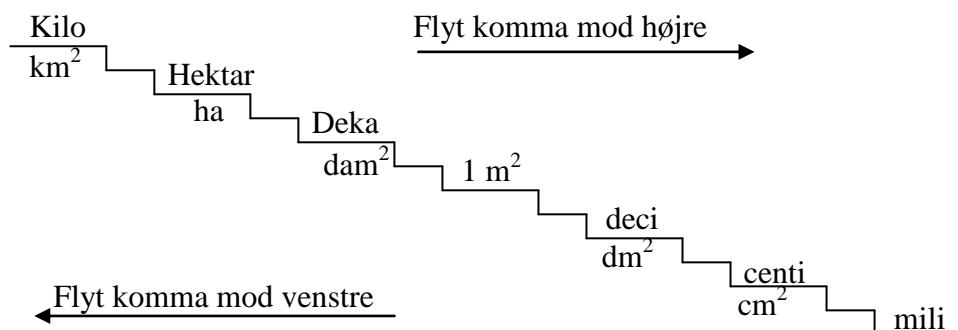 Kilo
km²
Flyt komma mod højre
Hektar
ha
Deka
dam²
1 m²
deci
dm²
centi
cm²
Flyt komma mod venstre
mili